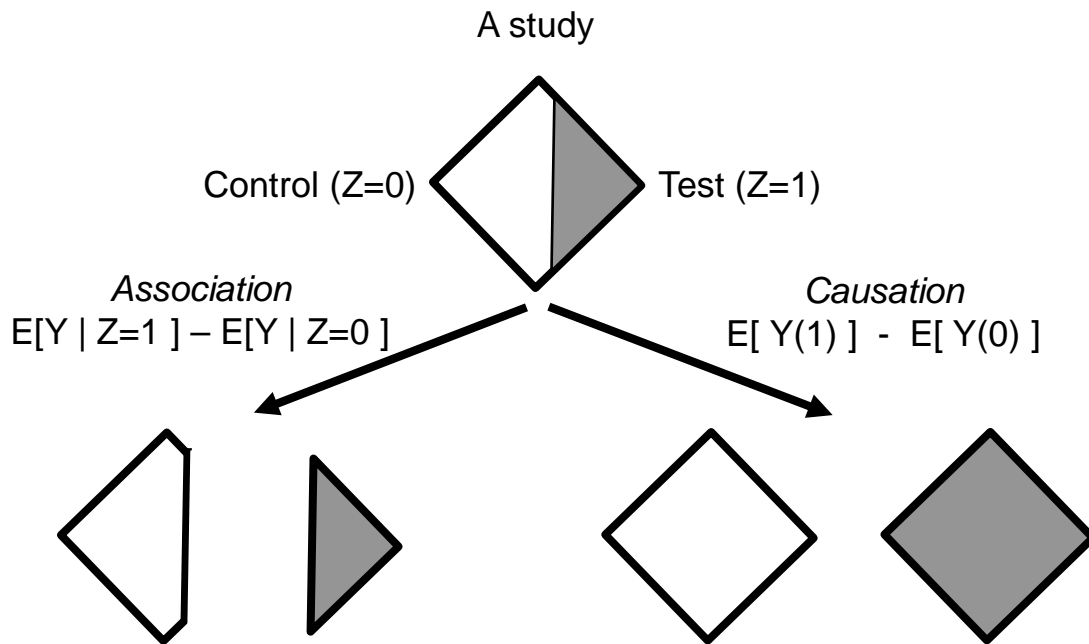 A study
Control (Z=0)
Test (Z=1)
Association
E[Y | Z=1 ] – E[Y | Z=0 ]
Causation
E[ Y(1) ] - E[ Y(0) ]